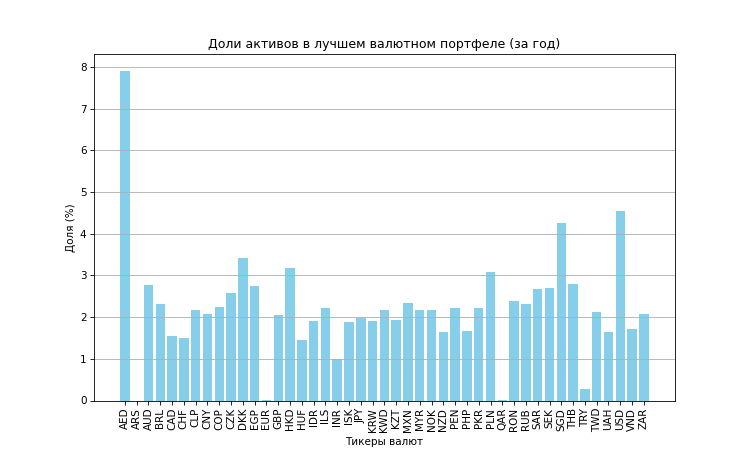 Доли активов в лучшем валютном портфеле (за год)
Доля (%)
8
7
6
5
4
3
2
1
0
AED ARS AUD BRL CAD CHF CLP CNY COP CZK DKK EGP EUR GBP HKD HUF IDR ILS INR ISK JPY KRW KWD KZT MXN MYR NOK NZD PEN PHP PKR PLN QAR RON RUB SAR SEK SGD THB TRY TWD UAH USD VND ZAR
Тикеры валют